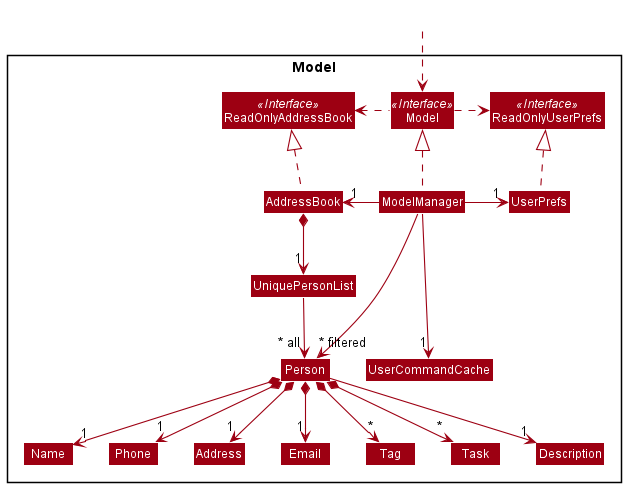 Model
«Interface»
ReadOnlyAddressBook
«Interface»
Model
«Interface»
ReadOnlyUserPrefs
AddressBook
1
ModelManager
1
UserPrefs
1
UniquePersonList
* all
* filtered
1
Person
UserCommandCache
1
1
1
1
*
*
1
Name
Phone
Address
Email
Tag
Task
Description